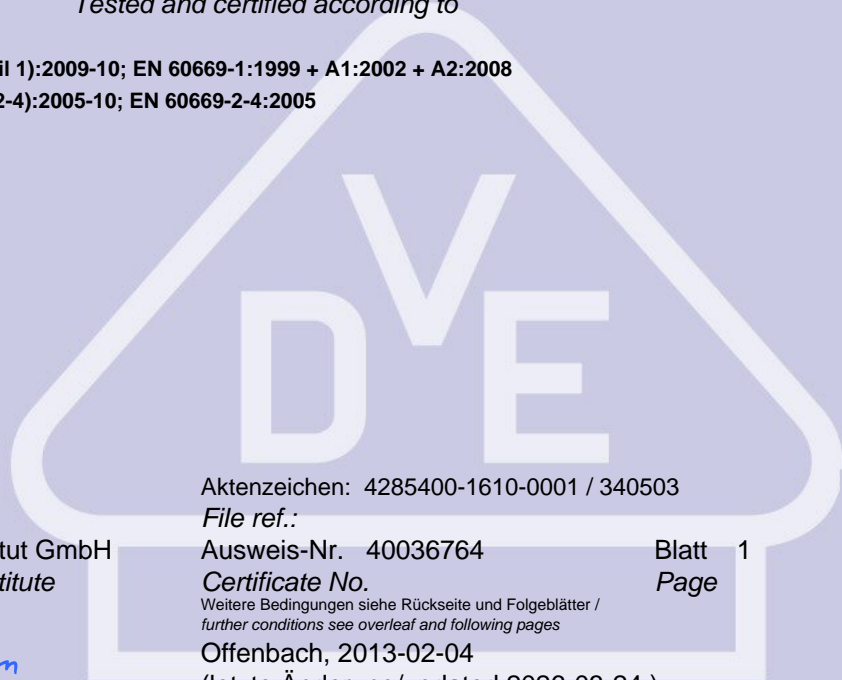 Tested and certified according to
1):2009-10; EN 60669-1:1999 + A1:2002 + A2:2008
2-4):2005-10; EN 60669-2-4:2005
VDE
Aktenzeichen: 4285400-1610-0001 / 340503
File ref.:
GmbH Ausweis-Nr. 40036764 Blatt 1
Certificate No. Page
Weitere Bedingungen siehe Rückseite und Folgeblätter /
further conditions see overleaf and following pages
Offenbach, 2013-02-04